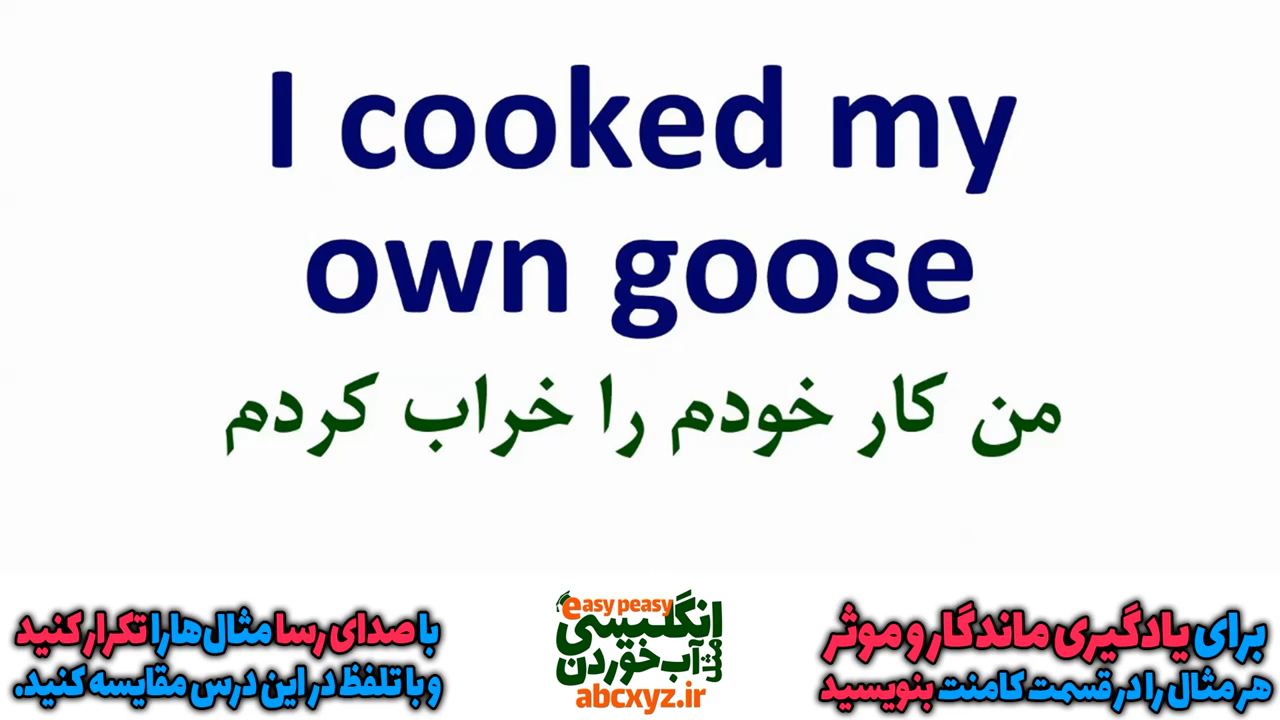 I cooked my
own goose
من کار خودم را خراب کردم
برای یادگیری ماندگار و موثر
هر مثال را در قسمت کامنت بنویسید
easy peasy
انگلیسی
مثل آب خوردن
abcxyz.ir
با صدای رسا مثال‌ها را تکرار کنید
و با تلفظ در این درس مقایسه کنید.